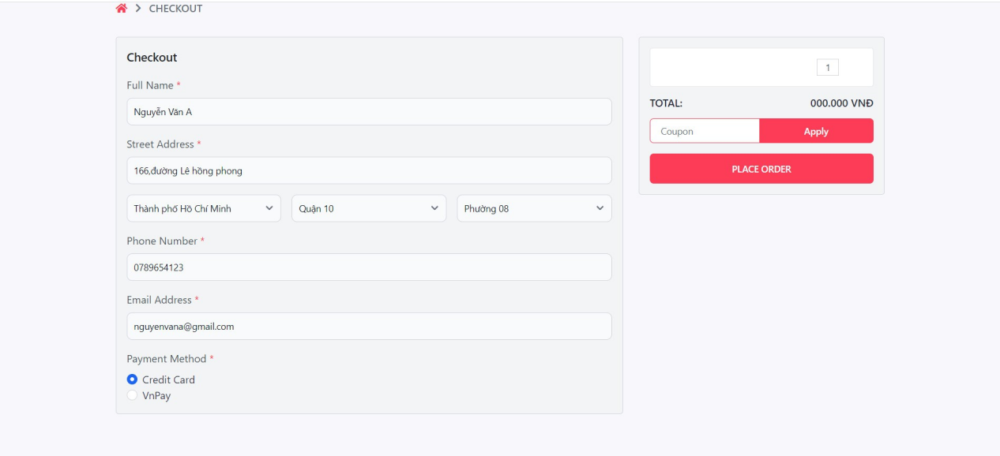 CHECKOUT
Checkout
Full Name *
Nguyễn Văn A
Street Address *
166,đường Lê hồng phong
Thành phố Hồ Chí Minh
Quận 10
Phường 08
Phone Number *
0789654123
Email Address *
nguyenvana@gmail.com
Payment Method *
Credit Card
VnPay
1
TOTAL: 000.000 VNĐ
Coupon Apply
PLACE ORDER